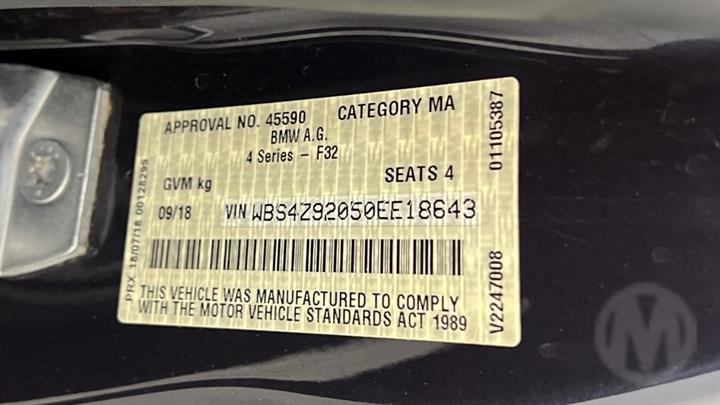 APPROVAL NO. 45590 CATEGORY MA
BMW A.G.
4 Series – F32
GVM kg SEATS 4
09/18 VIN WBS4Z92050EE18643
THIS VEHICLE WAS MANUFACTURED TO COMPLY
WITH THE MOTOR VEHICLE STANDARDS ACT 1989
PRX 18/07/18 00128299
01105387
V2247008
M